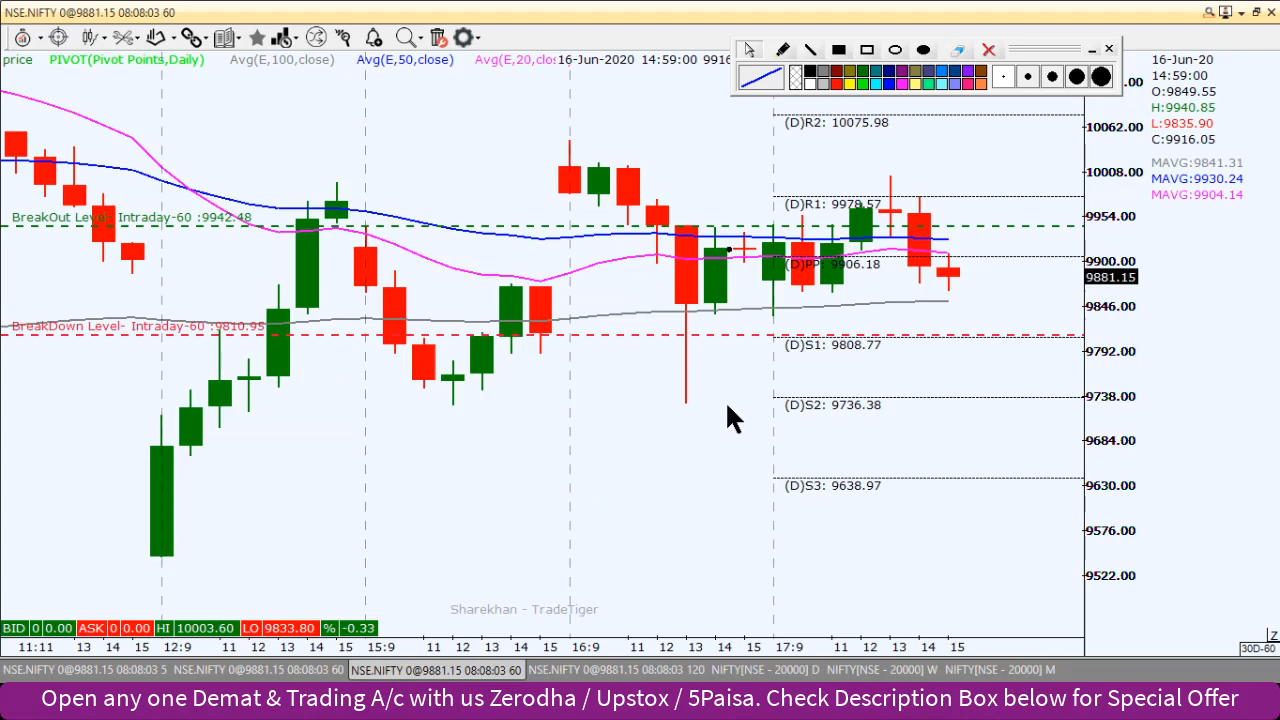 NSE.NIFTY 0@9881.15 08:08:03 60
price PIVOT(Pivot Points,Daily) Avg(E,100,close) Avg(E,50,close) Avg(E,20,clos 16-Jun-2020 14:59:00 9916
16-Jun-20
14:59:00
O:9849.55
H:9940.85
L:9835.90
C:9916.05
MAVG:9841.31
MAVG:9930.24
MAVG:9904.14
.00
10062.00
10008.00
9954.00
9900.00
9881.15
9846.00
9792.00
9738.00
9684.00
9630.00
9576.00
9522.00
(D)R2: 10075.98
(D)R1: 9978.57
BreakOut Level- Intraday-60 :9942.48
(D)PP: 9906.18
BreakDown Level- Intraday-60 :9810.95
(D)S1: 9808.77
(D)S2: 9736.38
(D)S3: 9638.97
Sharekhan - TradeTiger
BID 0 0.00 ASK 0 0.00 HI 10003.60 LO 9833.80 % -0.33
11:11 13 14 15 12:9 11 12 13 14 15 15:9 11 12 13 14 15 16:9 11 12 13 14 15 17:9 11 12 13 14 15
Z
30D-60
NSE.NIFTY 0@9881.15 08:08:03 5 NSE.NIFTY 0@9881.15 08:08:03 60 NSE.NIFTY 0@9881.15 08:08:03 60 NSE.NIFTY 0@9881.15 08:08:03 120 NIFTY[NSE - 20000] D NIFTY[NSE - 20000] W NIFTY[NSE - 20000] M
Open any one Demat & Trading A/c with us Zerodha / Upstox / 5Paisa. Check Description Box below for Special Offer